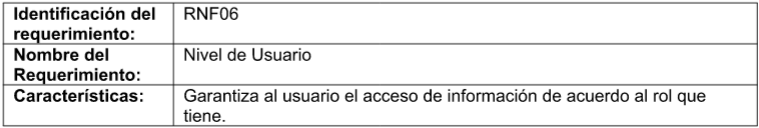 Identificación del RNF06
requerimiento:
Nombre del Nivel de Usuario
Requerimiento:
Características: Garantiza al usuario el acceso de información de acuerdo al rol que
tiene.